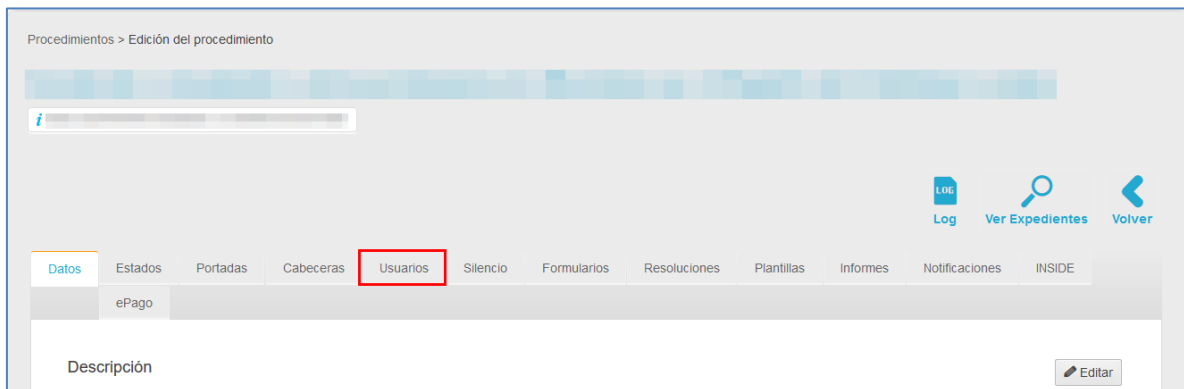 Procedimientos > Edición del procedimiento
i
LOG
Log Ver Expedientes Volver
Datos Estados Portadas Cabeceras Usuarios Silencio Formularios Resoluciones Plantillas Informes Notificaciones INSIDE
ePago
Descripción Editar